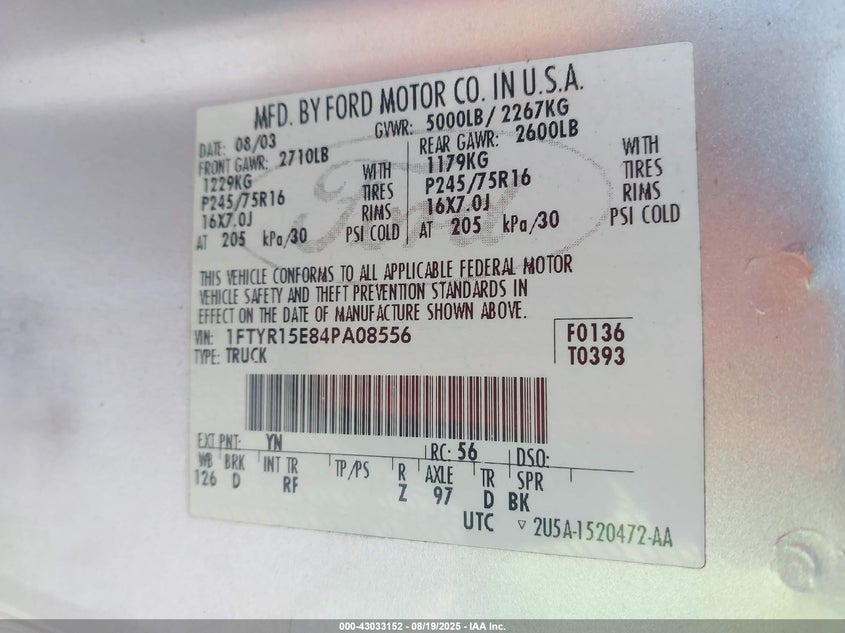 MFD. BY FORD MOTOR CO. IN U.S.A.
DATE: 08/03 GVWR: 5000LB/ 2267KG
FRONT GAWR: 2710LB REAR GAWR: 2600LB
1229KG WITH 1179KG WITH
P245/75R16 TIRES P245/75R16 TIRES
16X7.0J RIMS 16X7.0J RIMS
AT 205 kPa/30 PSI COLD AT 205 kPa/30 PSI COLD
Ford
THIS VEHICLE CONFORMS TO ALL APPLICABLE FEDERAL MOTOR
VEHICLE SAFETY AND THEFT PREVENTION STANDARDS IN
EFFECT ON THE DATE OF MANUFACTURE SHOWN ABOVE.
VIN: 1FTYR15E84PA08556 F0136
TYPE: TRUCK T0393
EXT PNT: YN RC: 56 DSO:
WB BRK INT TR TP/PS R AXLE TR SPR
126 D RF Z 97 D BK
UTC ▽ 2U5A-1520472-AA
000-43033152 - 08/19/2025 - IAA Inc.